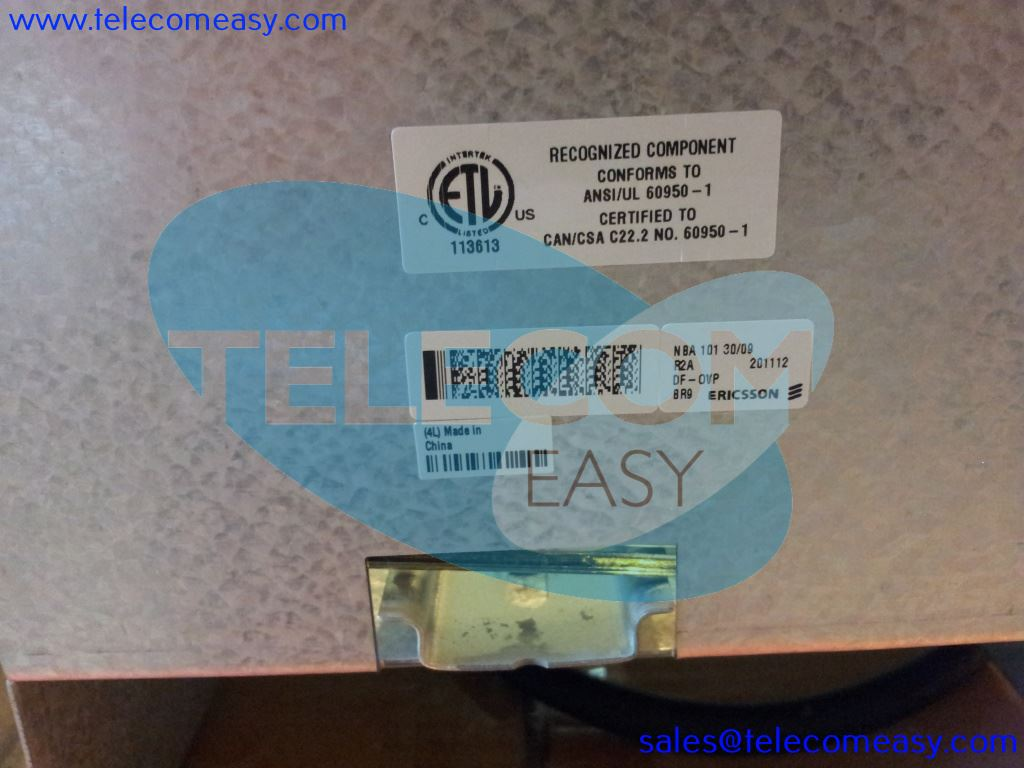 www.telecomeasy.com
INTERTEK
ETL
C US
LISTED
113613
RECOGNIZED COMPONENT
CONFORMS TO
ANSI/UL 60950-1
CERTIFIED TO
CAN/CSA C22.2 NO. 60950-1
TELECOM
EASY
NBA 101 30/09
R2A 201112
DF-OVP
BR9 ERICSSON
(4L) Made in
China
sales@telecomeasy.com